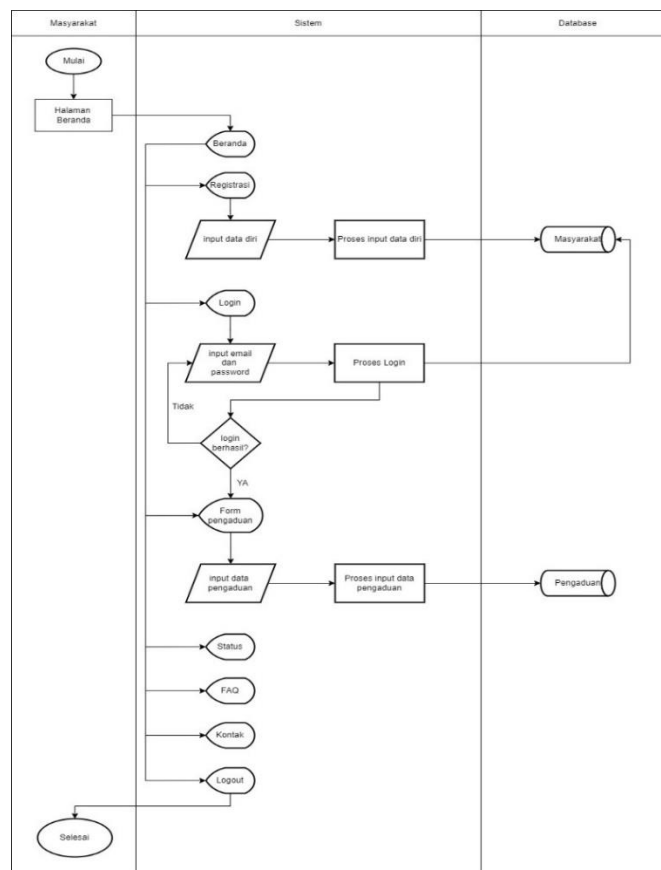 Masyarakat
Sistem
Database
Mulai
Halaman
Beranda
Beranda
Registrasi
Input data diri
Proses input data diri
Masyarakat
Login
input email
dan
password
Proses Login
Tidak
login
berhasil?
YA
Form
pengaduan
input data
pengaduan
Proses input data
pengaduan
Pengaduan
Status
FAQ
Kontak
Logout
Selesai